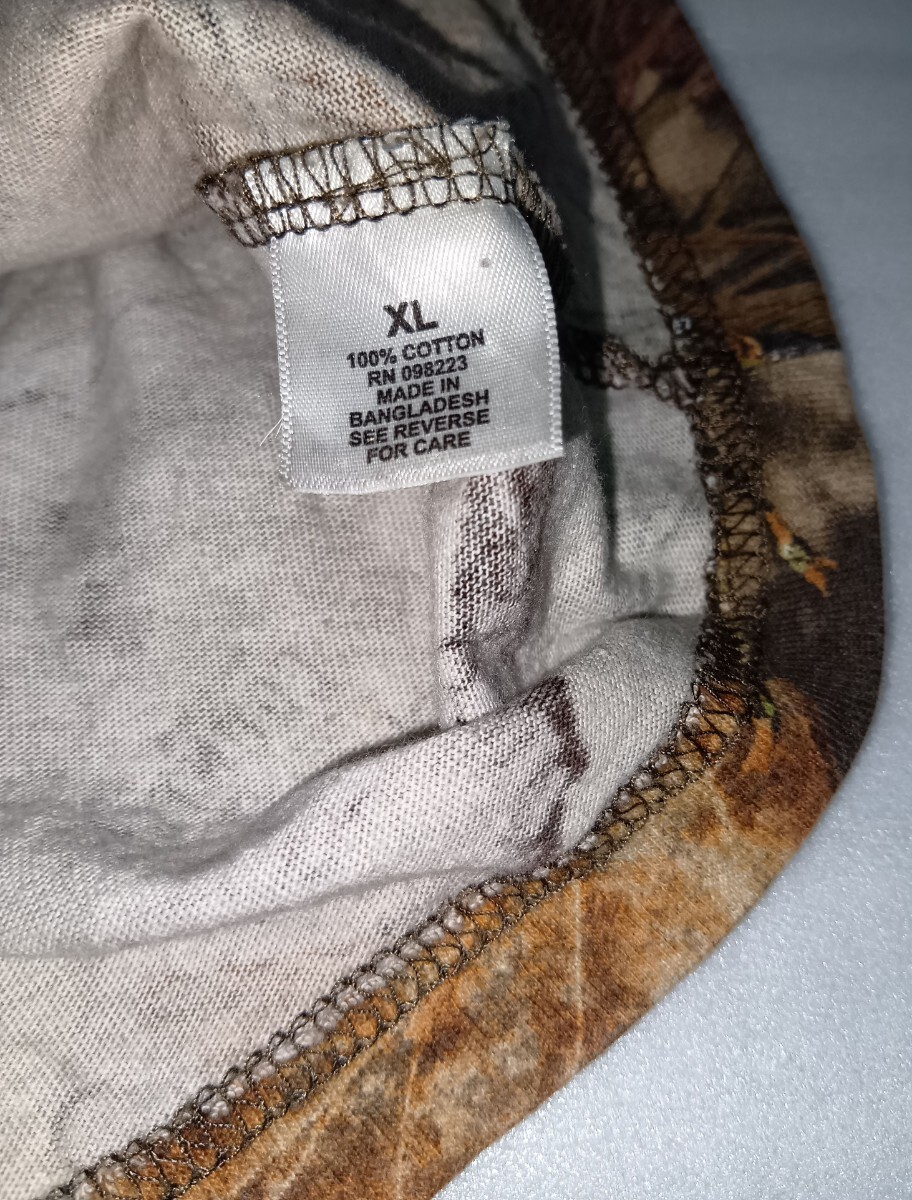 XL
100% COTTON
RN 098223
MADE IN
BANGLADESH
SEE REVERSE
FOR CARE